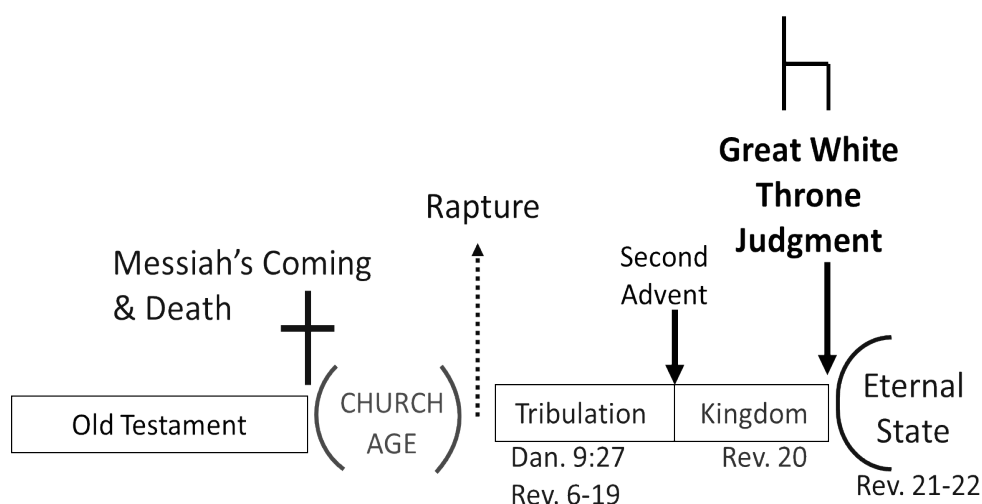 Great White
Throne
Judgment
Rapture
Second
Advent
Messiah’s Coming
& Death
Old Testament
CHURCH
AGE
Tribulation
Kingdom
Eternal
State
Dan. 9:27
Rev. 6-19
Rev. 20
Rev. 21-22